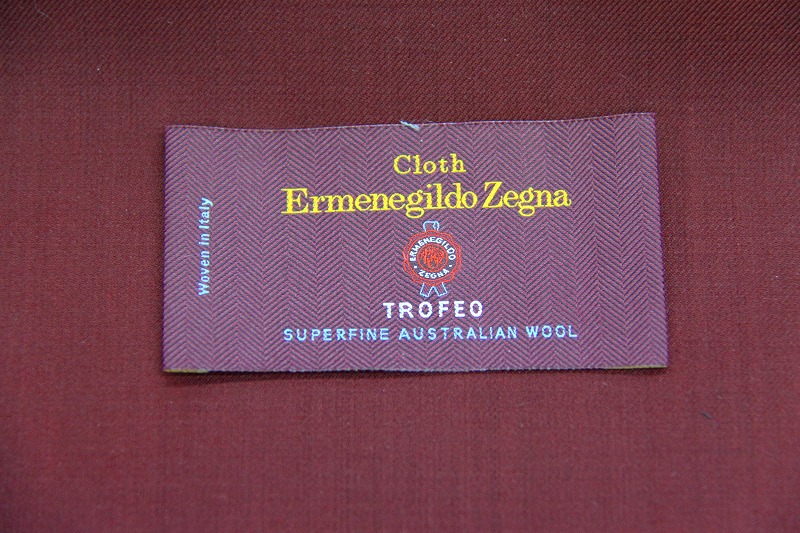 Cloth
Ermenegildo Zegna
ERMENEGILDO
ZEGNA
TROFEO
SUPERFINE AUSTRALIAN WOOL
Woven in Italy